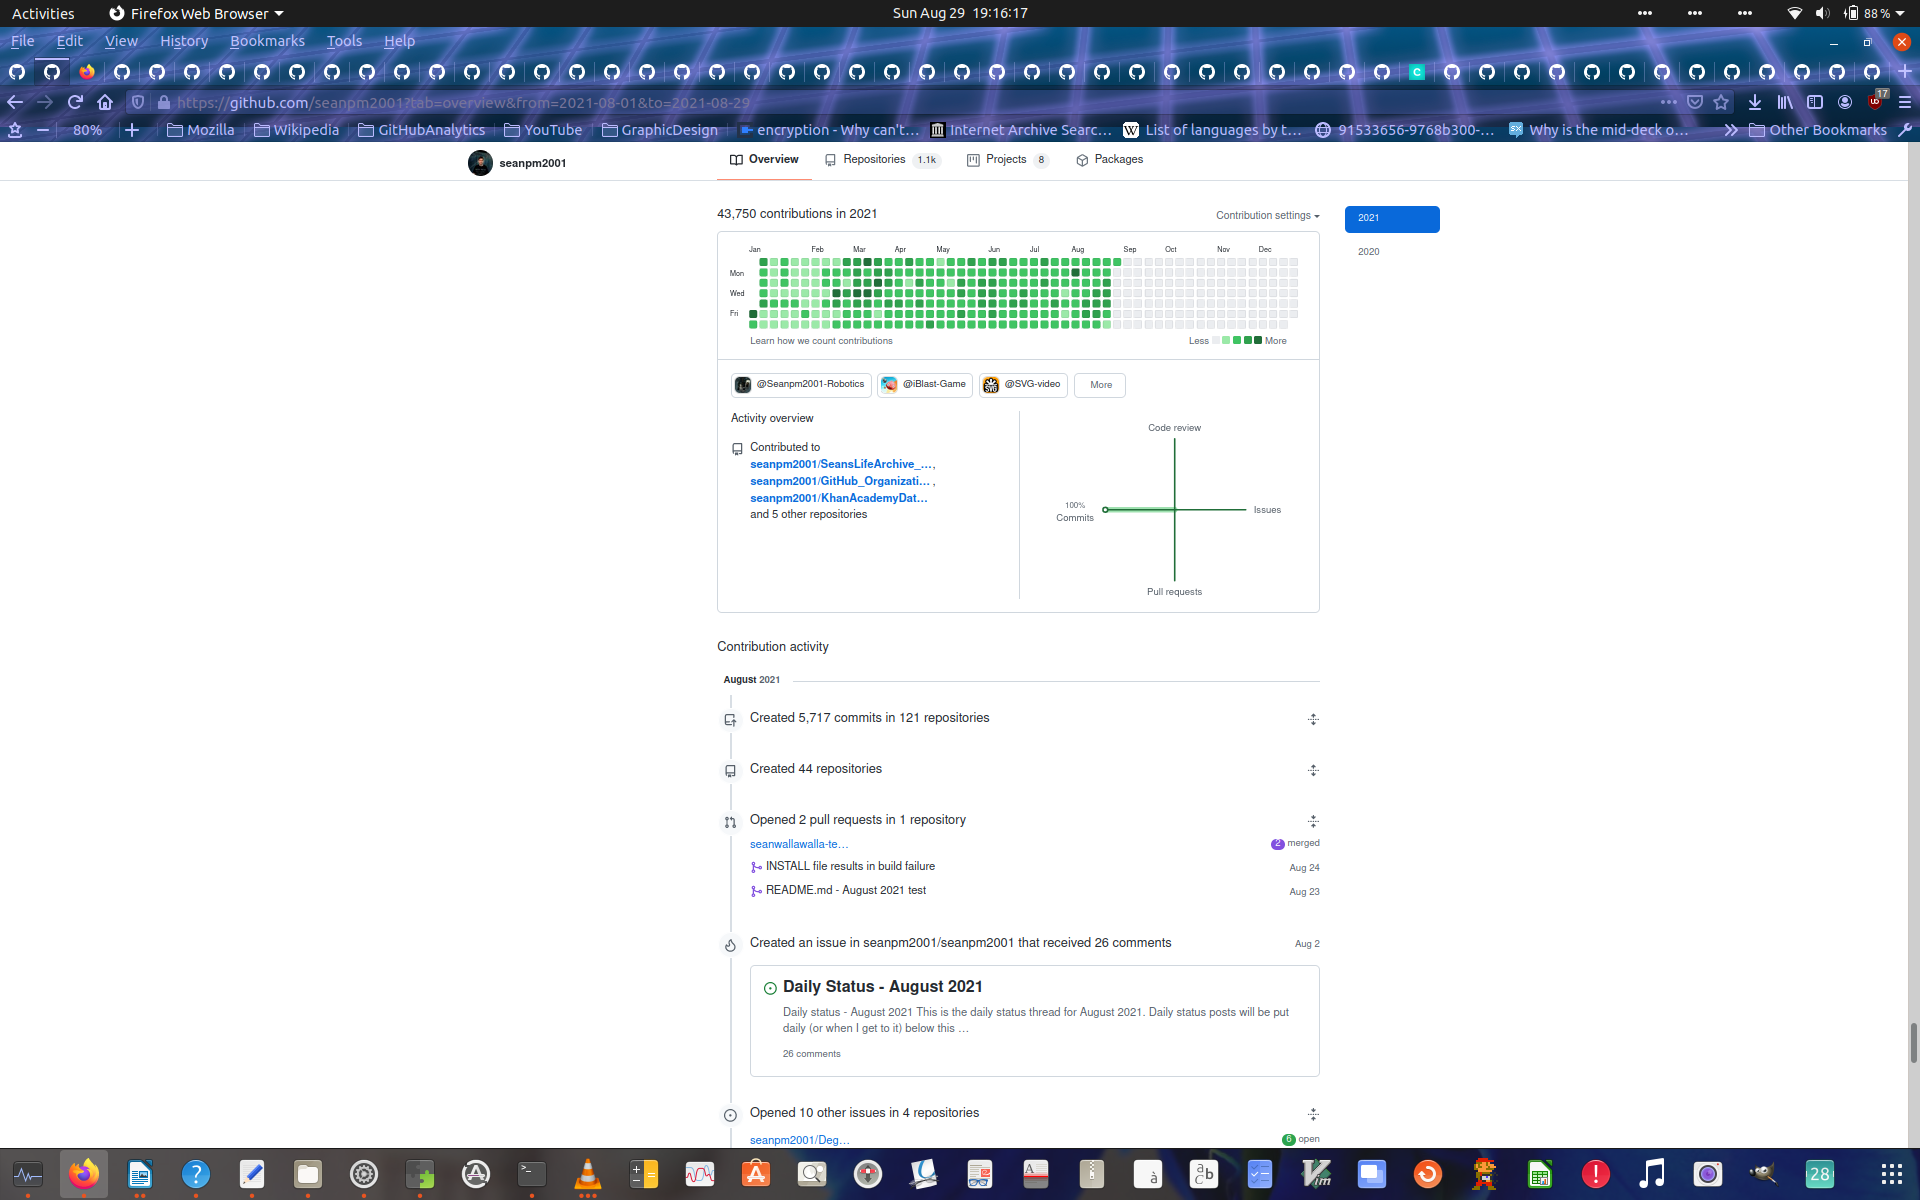 Activities
Firefox Web Browser
Sun Aug 29 19:16:17
88 %
File Edit View History Bookmarks Tools Help
https://github.com/seanpm2001?tab=overview&from=2021-08-01&to=2021-08-29
17
80%
Mozilla
Wikipedia
GitHubAnalytics
YouTube
GraphicDesign
encryption - Why can't…
Internet Archive Searc…
List of languages by t…
91533656-9768b300-…
Why is the mid-deck o…
Other Bookmarks
seanpm2001
Overview
Repositories 1.1k
Projects 8
Packages
43,750 contributions in 2021
Contribution settings
2021
2020
Jan Feb Mar Apr May Jun Jul Aug Sep Oct Nov Dec
Mon
Wed
Fri
Learn how we count contributions
Less
More
@Seanpm2001-Robotics
@iBlast-Game
@SVG-video
More
Activity overview
Contributed to
seanpm2001/SeansLifeArchive_…,
seanpm2001/GitHub_Organizati…,
seanpm2001/KhanAcademyDat…
and 5 other repositories
Code review
100%
Commits
Issues
Pull requests
Contribution activity
August 2021
Created 5,717 commits in 121 repositories
Created 44 repositories
Opened 2 pull requests in 1 repository
seanwallawalla-te…
2 merged
INSTALL file results in build failure
Aug 24
README.md - August 2021 test
Aug 23
Created an issue in seanpm2001/seanpm2001 that received 26 comments
Aug 2
Daily Status - August 2021
Daily status - August 2021 This is the daily status thread for August 2021. Daily status posts will be put
daily (or when I get to it) below this …
26 comments
Opened 10 other issues in 4 repositories
seanpm2001/Deg…
6 open
28